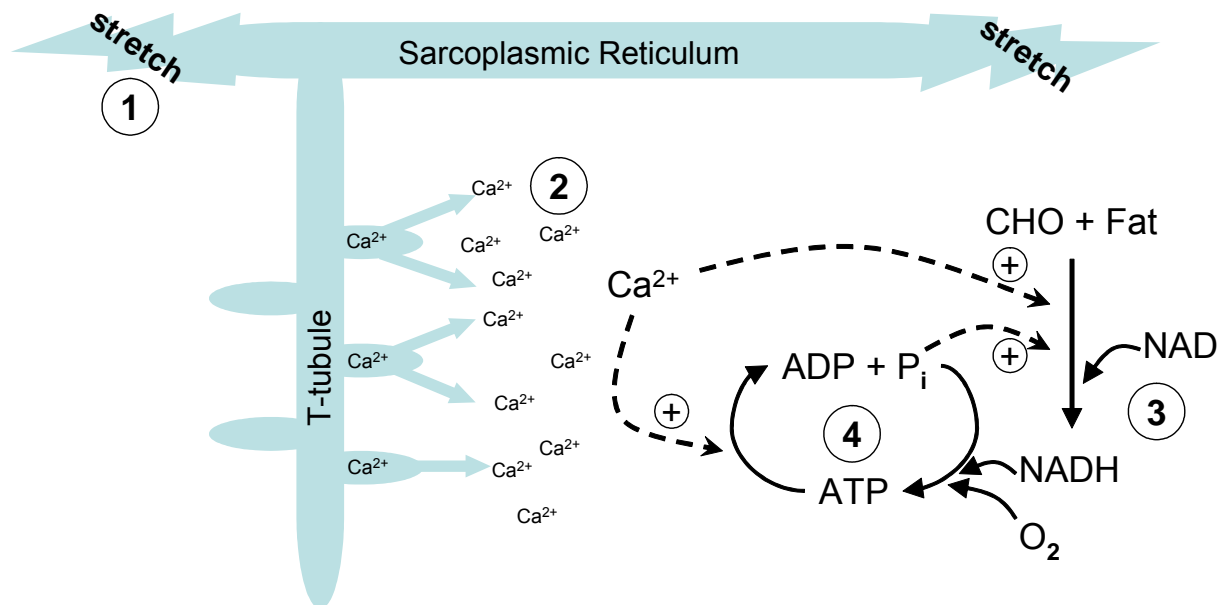 stretch
Sarcoplasmic Reticulum
stretch
1
T-tubule
Ca²⁺
2
Ca²⁺
Ca²⁺
Ca²⁺
Ca²⁺
Ca²⁺
Ca²⁺
Ca²⁺
Ca²⁺
Ca²⁺
Ca²⁺
Ca²⁺
Ca²⁺
Ca²⁺
Ca²⁺
CHO + Fat
+
+
+
ADP + Pᵢ
NAD
3
4
ATP
NADH
O₂